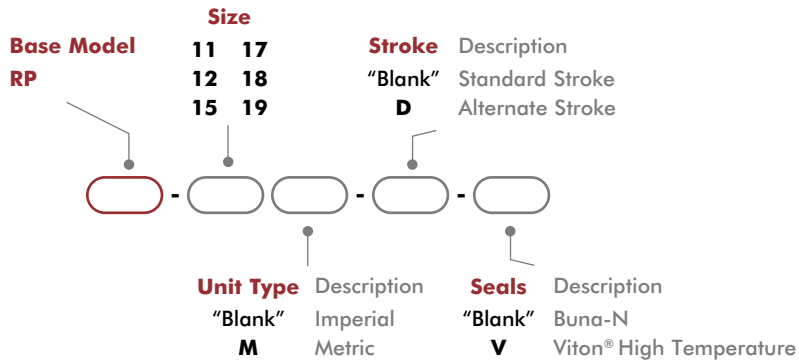 Size
Base Model
RP
11 17
12 18
15 19
Stroke Description
"Blank" Standard Stroke
D Alternate Stroke
- - -
Unit Type Description
"Blank" Imperial
M Metric
Seals Description
"Blank" Buna-N
V Viton® High Temperature